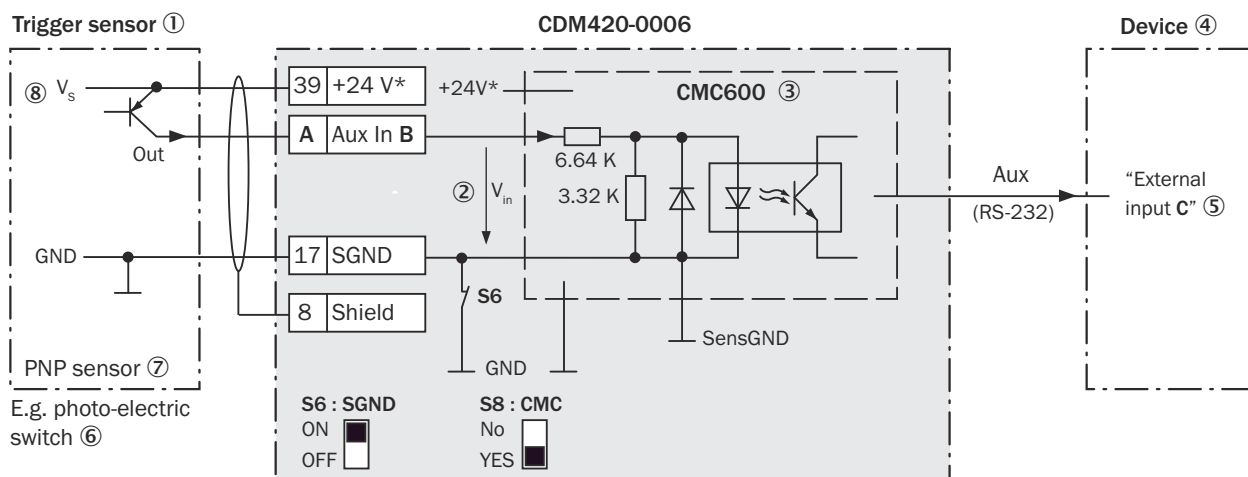 Trigger sensor ①
CDM420-0006
Device ④
⑧ Vs
39 +24 V*
+24V*
CMC600 ③
A Aux In B
Out
6.64 K
② Vin
3.32 K
Aux
(RS-232)
“External
input C” ⑤
GND
17 SGND
S6
8 Shield
SensGND
GND
PNP sensor ⑦
E.g. photo-electric
switch ⑥
S6 : SGND
ON
OFF
S8 : CMC
No
YES